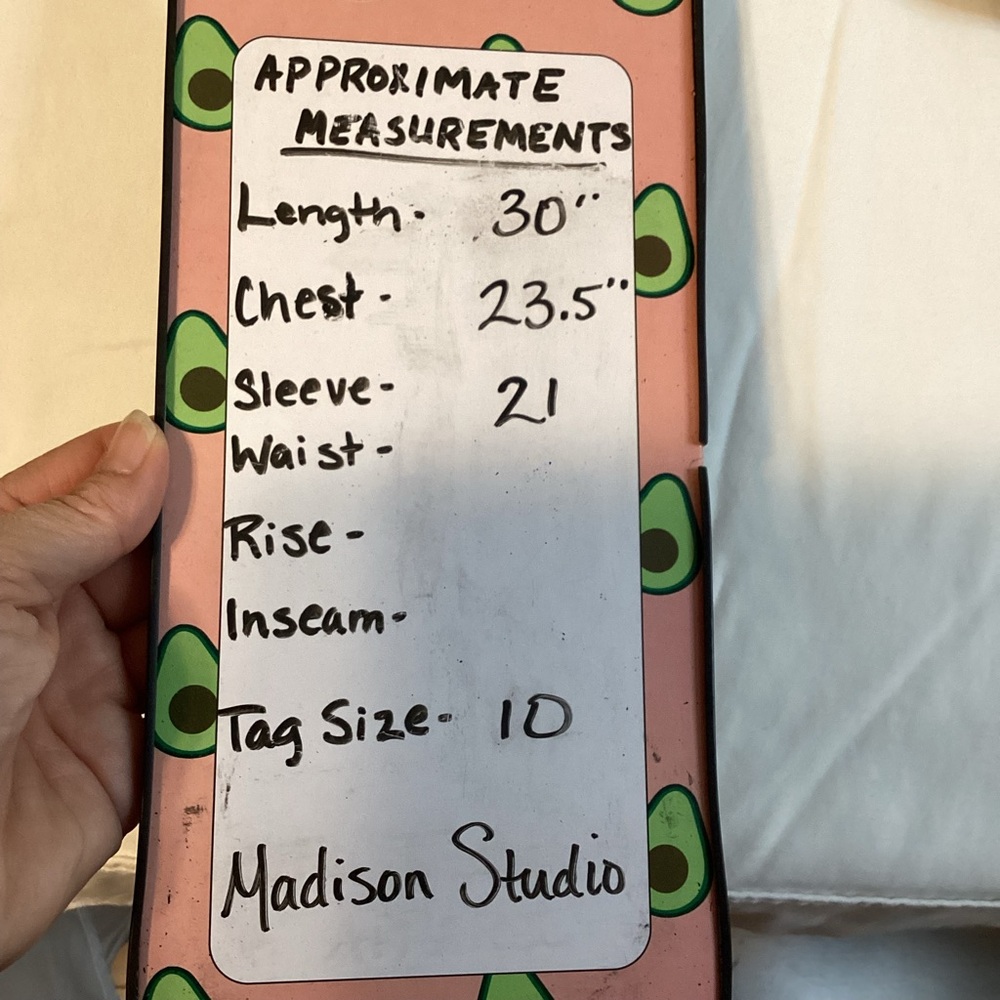 APPROXIMATE
MEASUREMENTS
Length - 30"
Chest - 23.5"
Sleeve - 21
Waist -
Rise -
Inseam -
Tag Size - 10
Madison Studio